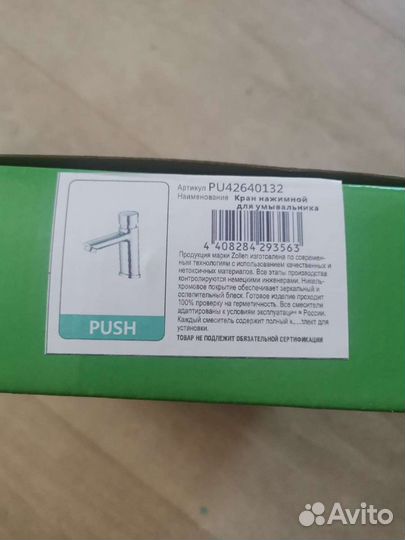 Артикул PU42640132
Наименование Кран нажимной
для умывальника
4 408284 293563
Продукция марки Zollen изготовлена по современ-
ным технологиям с использованием качественных и
нетоксичных материалов. Все этапы производства
контролируются немецкими инженерами. Никель-
хромовое покрытие обеспечивает зеркальный и
ослепительный блеск. Готовое изделие проходит
100% проверку на герметичность. Все смесители
адаптированы к условиям эксплуатации в России.
Каждый смеситель содержит полный к плект для
установки.
ТОВАР НЕ ПОДЛЕЖИТ ОБЯЗАТЕЛЬНОЙ СЕРТИФИКАЦИИ
PUSH
Avito